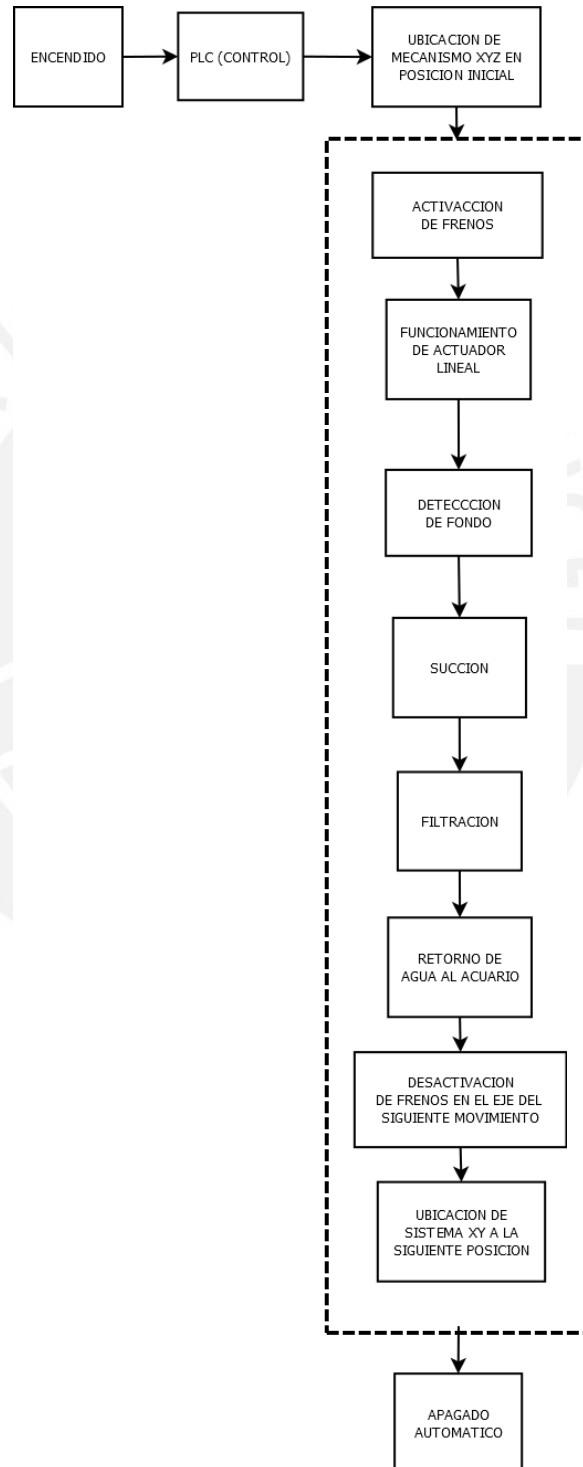 ENCENDIDO
PLC (CONTROL)
UBICACION DE
MECANISMO XYZ EN
POSICION INICIAL
ACTIVACCION
DE FRENOS
FUNCIONAMIENTO
DE ACTUADOR
LINEAL
DETECCCION
DE FONDO
SUCCION
FILTRACION
RETORNO DE
AGUA AL ACUARIO
DESACTIVACION
DE FRENOS EN EL EJE DEL
SIGUIENTE MOVIMIENTO
UBICACION DE
SISTEMA XY A LA
SIGUIENTE POSICION
APAGADO
AUTOMATICO